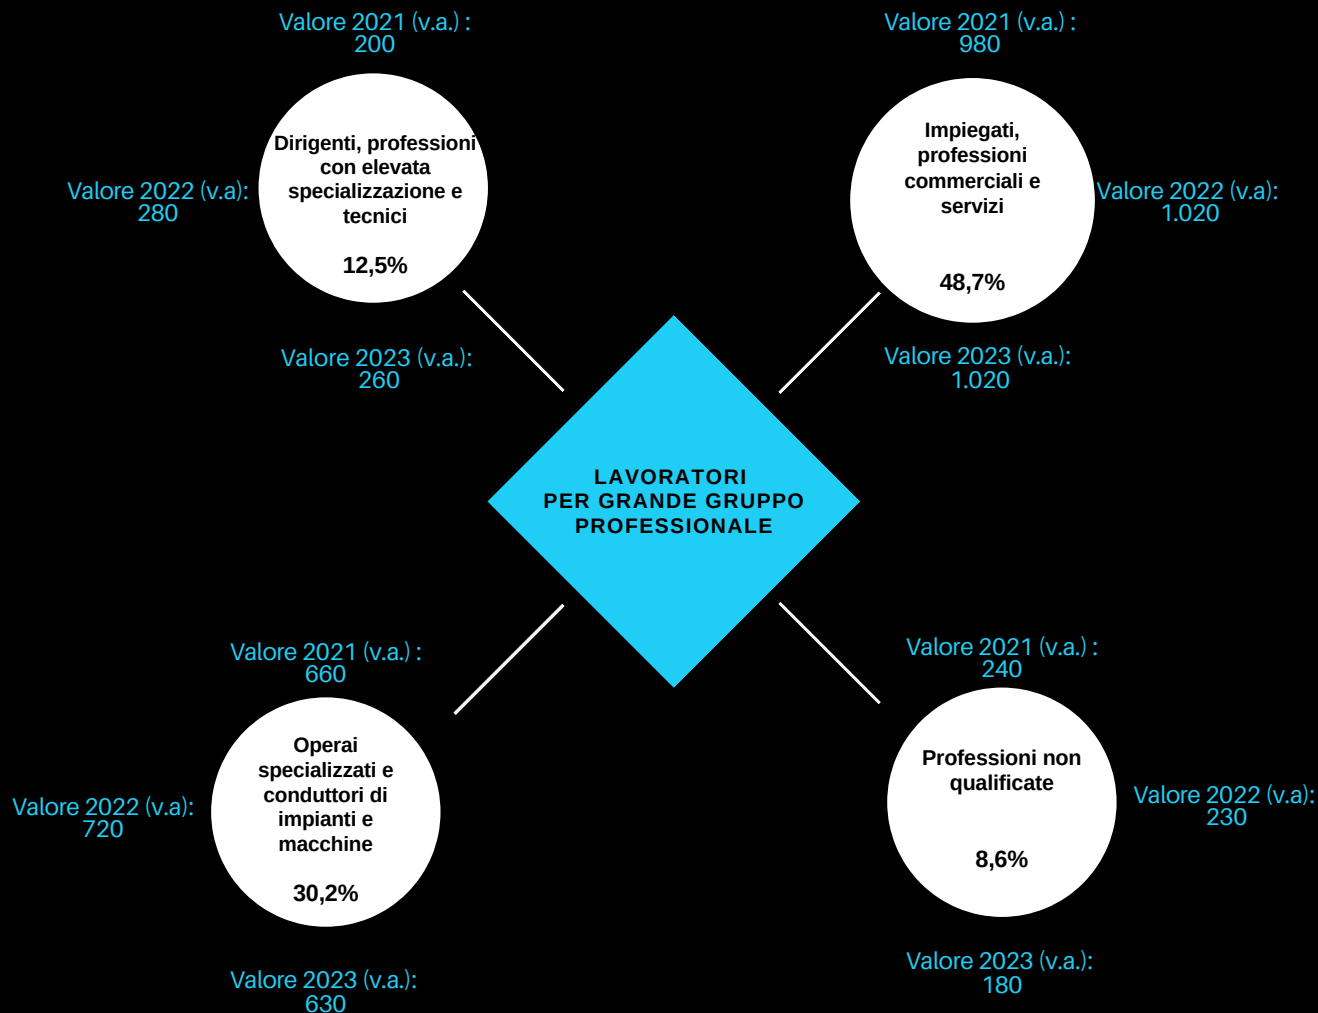 Valore 2021 (v.a.) :
200
Dirigenti, professioni
con elevata
specializzazione e
tecnici
12,5%
Valore 2022 (v.a):
280
Valore 2023 (v.a.):
260
Valore 2021 (v.a.) :
980
Impiegati,
professioni
commerciali e
servizi
48,7%
Valore 2022 (v.a):
1.020
Valore 2023 (v.a.):
1.020
LAVORATORI
PER GRANDE GRUPPO
PROFESSIONALE
Valore 2021 (v.a.) :
660
Operai
specializzati e
conduttori di
impianti e
macchine
30,2%
Valore 2022 (v.a):
720
Valore 2023 (v.a.):
630
Valore 2021 (v.a.) :
240
Professioni non
qualificate
8,6%
Valore 2022 (v.a):
230
Valore 2023 (v.a.):
180